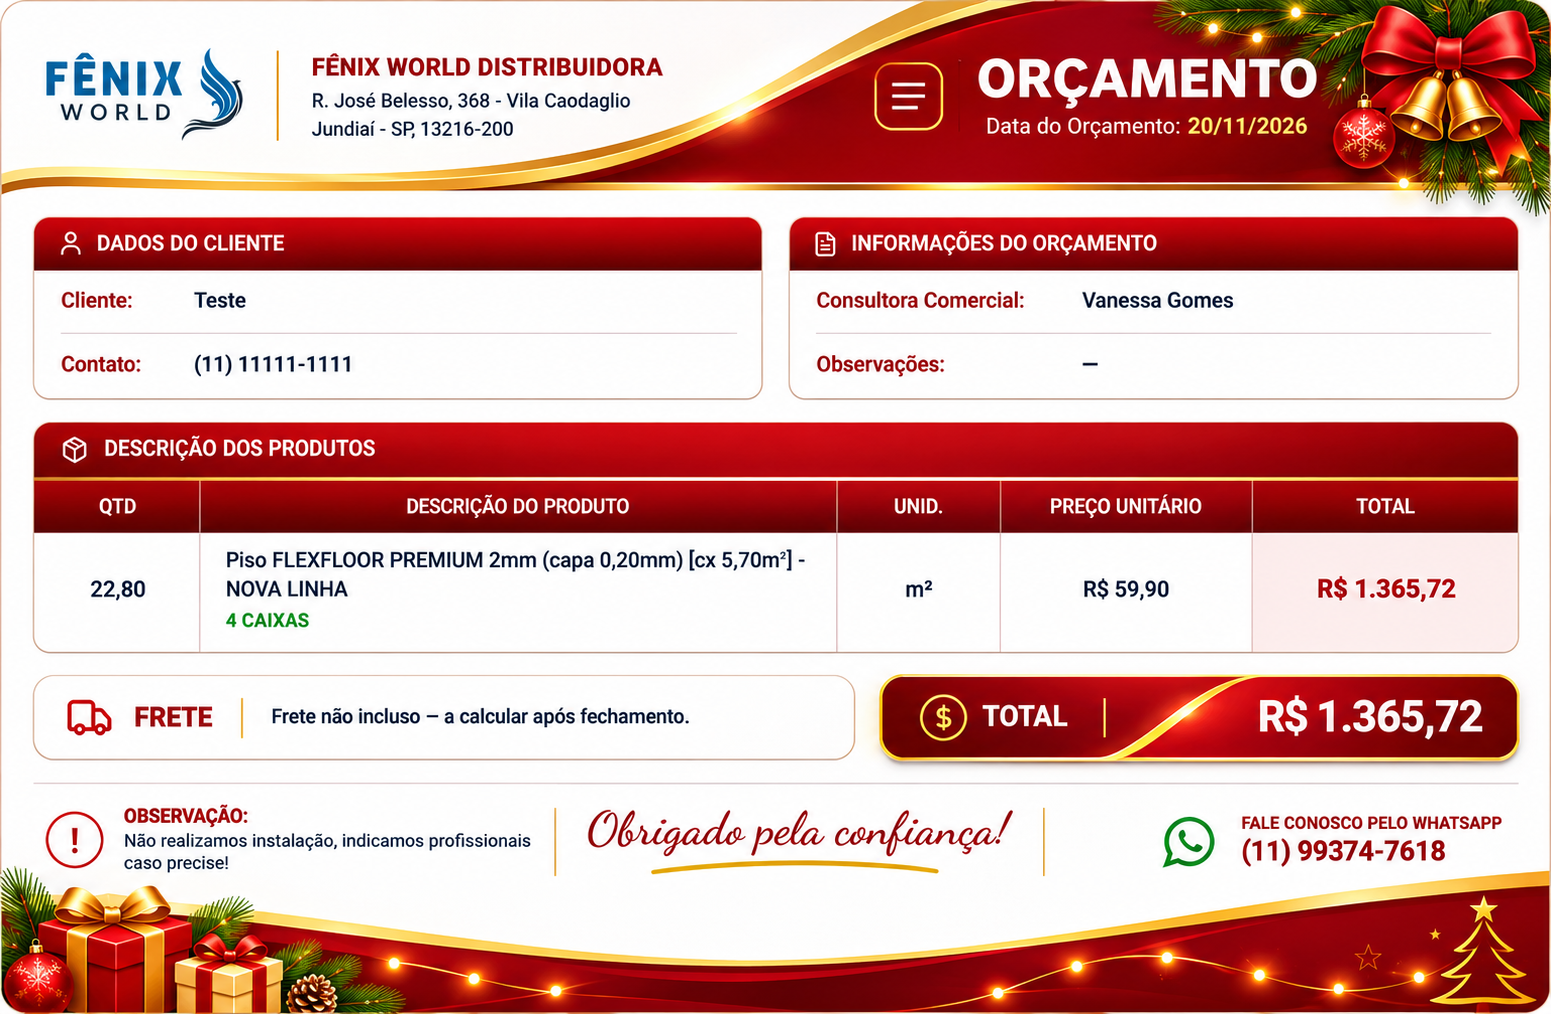 FÊNIX
WORLD
FÊNIX WORLD DISTRIBUIDORA
R. José Belesso, 368 - Vila Caodaglio
Jundiaí - SP, 13216-200
ORÇAMENTO
Data do Orçamento: 20/11/2026
DADOS DO CLIENTE
Cliente: Teste
Contato: (11) 11111-1111
INFORMAÇÕES DO ORÇAMENTO
Consultora Comercial: Vanessa Gomes
Observações: —
DESCRIÇÃO DOS PRODUTOS
QTD DESCRIÇÃO DO PRODUTO UNID. PREÇO UNITÁRIO TOTAL
22,80 Piso FLEXFLOOR PREMIUM 2mm (capa 0,20mm) [cx 5,70m²] - m² R$ 59,90 R$ 1.365,72
NOVA LINHA
4 CAIXAS
FRETE Frete não incluso – a calcular após fechamento.
$ TOTAL R$ 1.365,72
! OBSERVAÇÃO:
Não realizamos instalação, indicamos profissionais
caso precise!
Obrigado pela confiança!
FALE CONOSCO PELO WHATSAPP
(11) 99374-7618